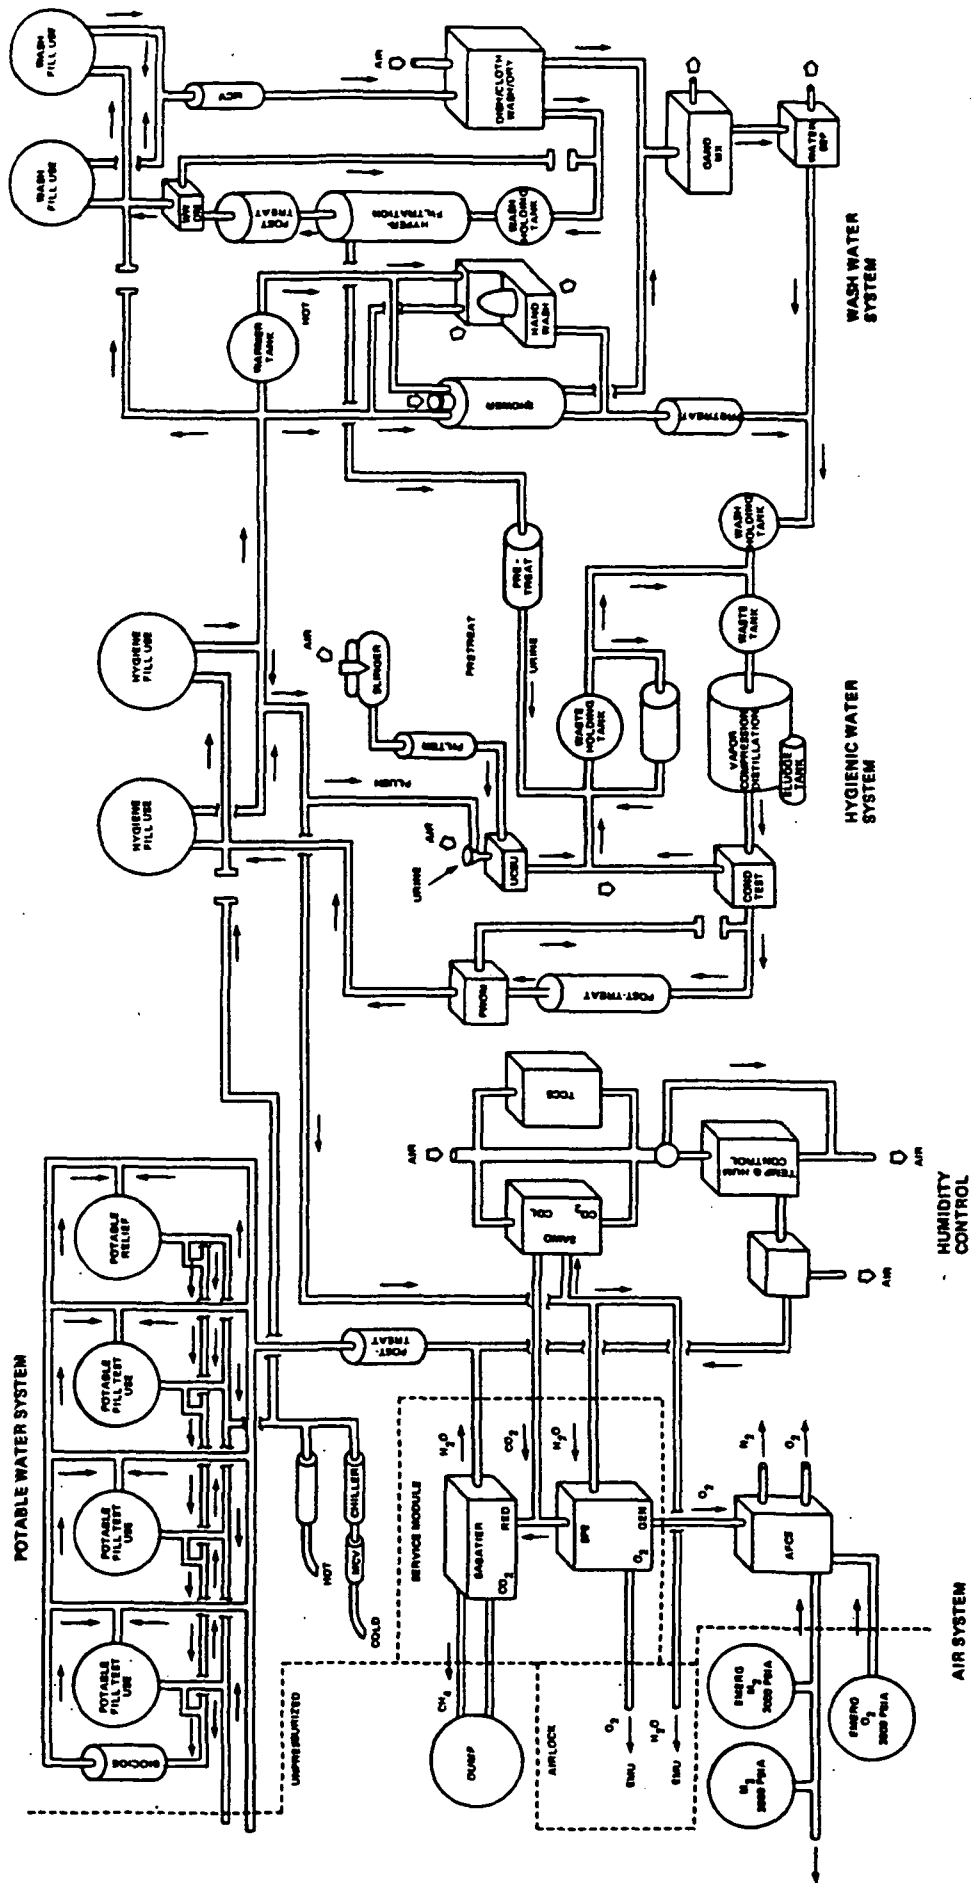 POTABLE WATER SYSTEM
BIOCIDE
POTABLE
FILL TEST
USE
POTABLE
FILL TEST
USE
POTABLE
FILL TEST
USE
POTABLE
RELIEF
HOT
COLD
MCV
CHILLER
POST-
TREAT
UNPRESSURIZED
SERVICE MODULE
AIRLOCK
DUMP
CH4
SABATIER
CO2
RED
H2O
CO2
H2O
SPE
O2
GEN
O2
H2O
EMU
EMU
O2
N2
O2
N2
3000 PSIA
EMERG
N2
3000 PSIA
EMERG
O2
3000 PSIA
AIR SYSTEM
AIR
SAWD
CO2
TCCS
TEMP & HUM
CONTROL
AIR
AIR
HUMIDITY
CONTROL
HYGIENE
FILL USE
HYGIENE
FILL USE
FLUSH
AIR
SLINGER
FILTER
AIR
URINE
UCSU
PRE-
TREAT
PRETREAT
URINE
WASTE
HOLDING
TANK
POST-TREAT
COND
TEST
VAPOR
COMPRESSION
DISTILLATION
SLUDGE
TANK
WASTE
TANK
WASH
HOLDING
TANK
HYGIENIC WATER
SYSTEM
WASH
FILL USE
WASH
FILL USE
MCV
AIR
DISH/CLOTH
WASH/DRY
POST
TREAT
HYPER-
FILTRATION
WASH
HOLDING
TANK
WARMER
TANK
HOT
HAND
WASH
SHOWER
PRETREAT
WATER
SEP
WASH WATER
SYSTEM